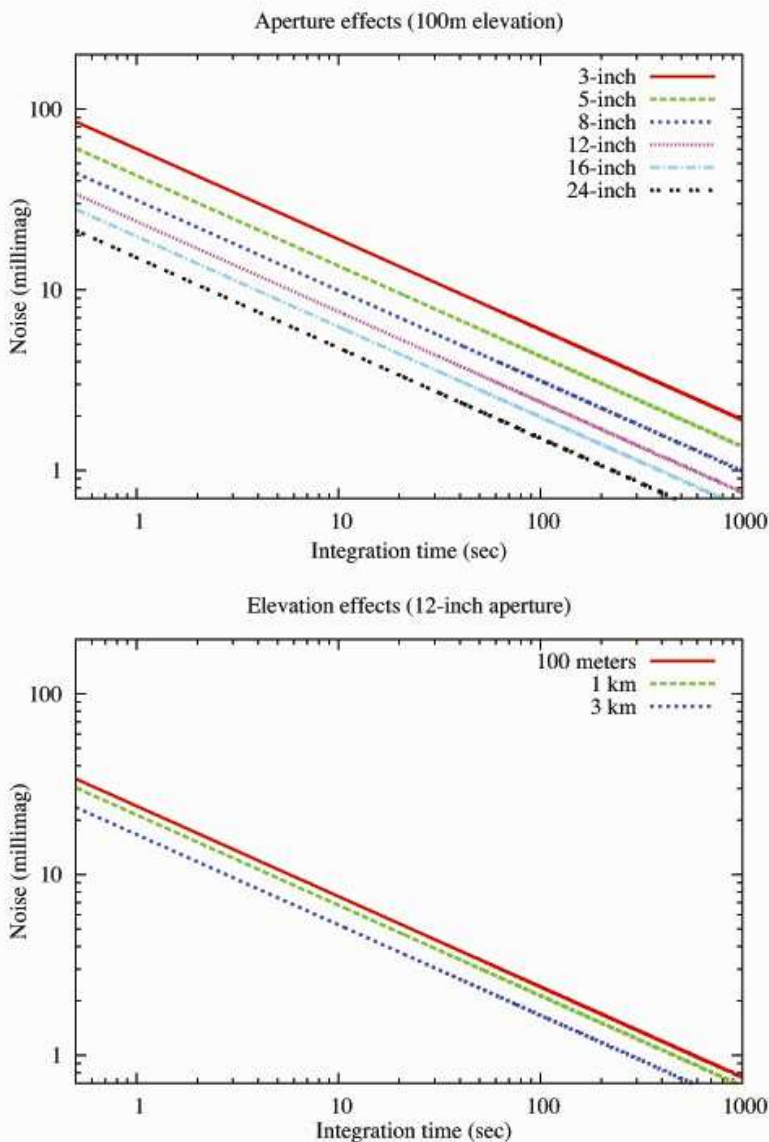 Aperture effects (100m elevation)
3-inch
5-inch
8-inch
12-inch
16-inch
24-inch
100
10
1
Noise (millimag)
1 10 100 1000
Integration time (sec)
Elevation effects (12-inch aperture)
100 meters
1 km
3 km
100
10
1
Noise (millimag)
1 10 100 1000
Integration time (sec)